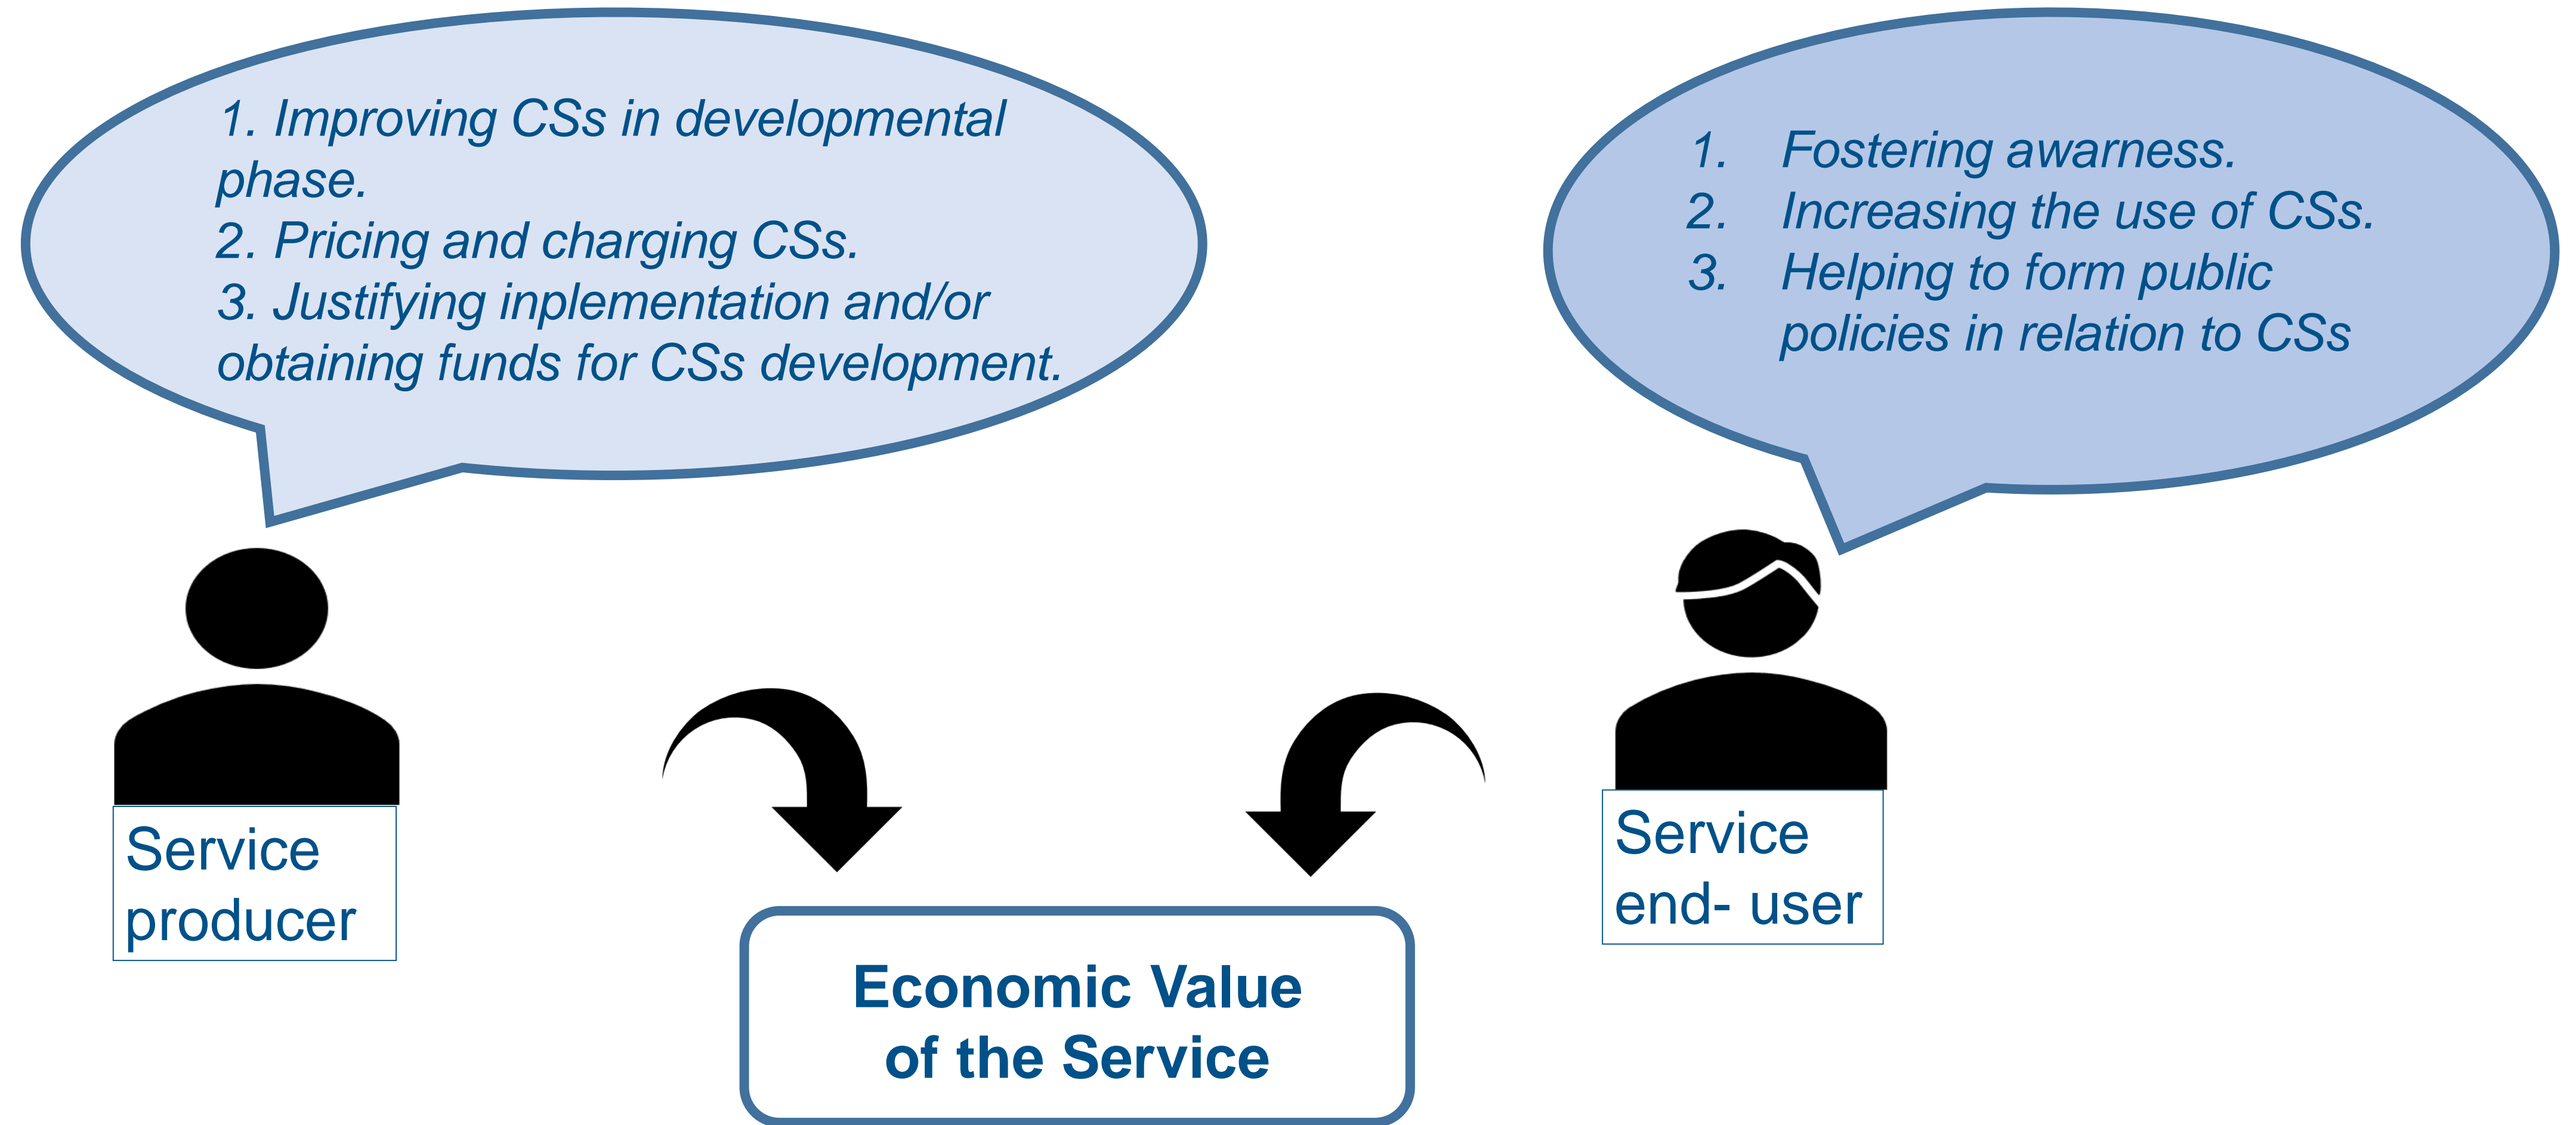 1. Improving CSs in developmental
phase.
2. Pricing and charging CSs.
3. Justifying inplementation and/or
obtaining funds for CSs development.
1. Fostering awarness.
2. Increasing the use of CSs.
3. Helping to form public
policies in relation to CSs
Service
producer
Service
end- user
Economic Value
of the Service